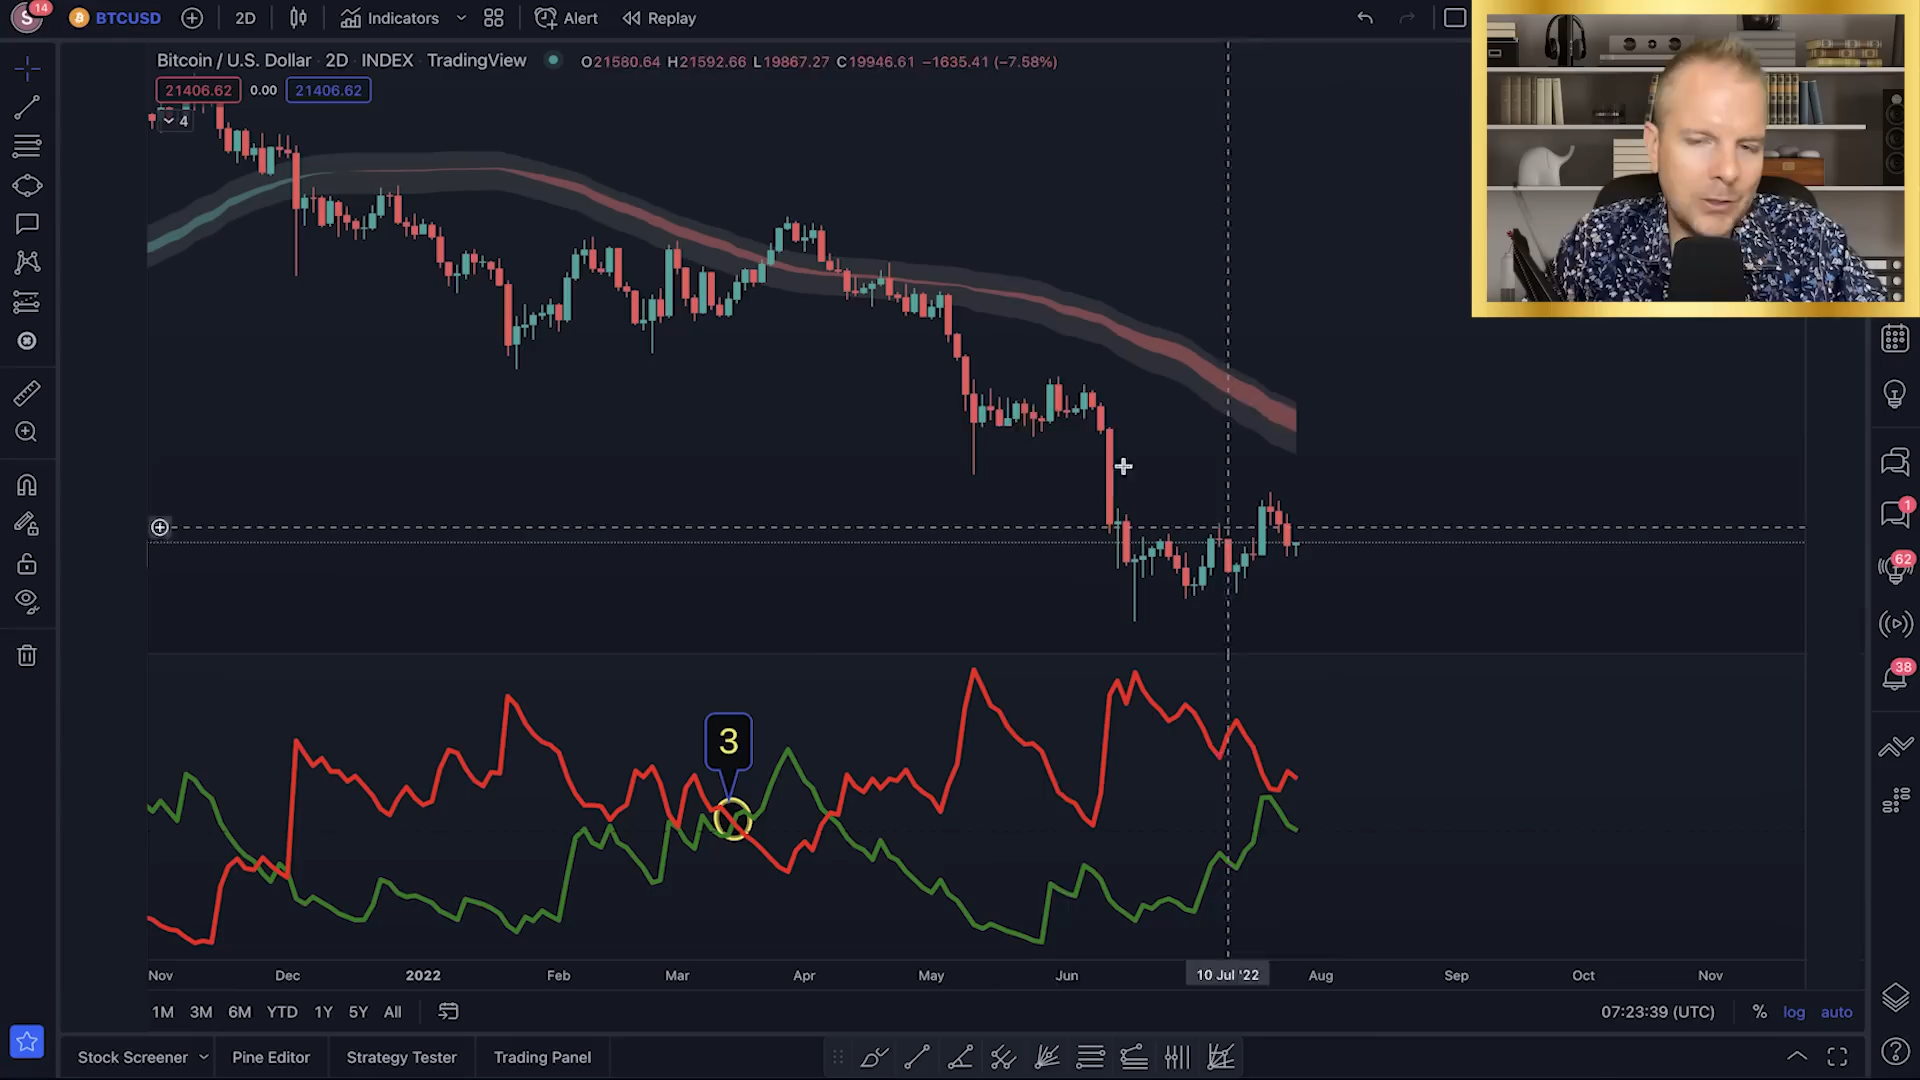 S 14 BTCUSD 2D Indicators Alert Replay
Bitcoin / U.S. Dollar · 2D · INDEX · TradingView O21580.64 H21592.66 L19867.27 C19946.61 −1635.41 (−7.58%)
21406.62 0.00 21406.62
4
1
62
38
3
Nov Dec 2022 Feb Mar Apr May Jun 10 Jul '22 Aug Sep Oct Nov
1M 3M 6M YTD 1Y 5Y All 07:23:39 (UTC) % log auto
Stock Screener Pine Editor Strategy Tester Trading Panel